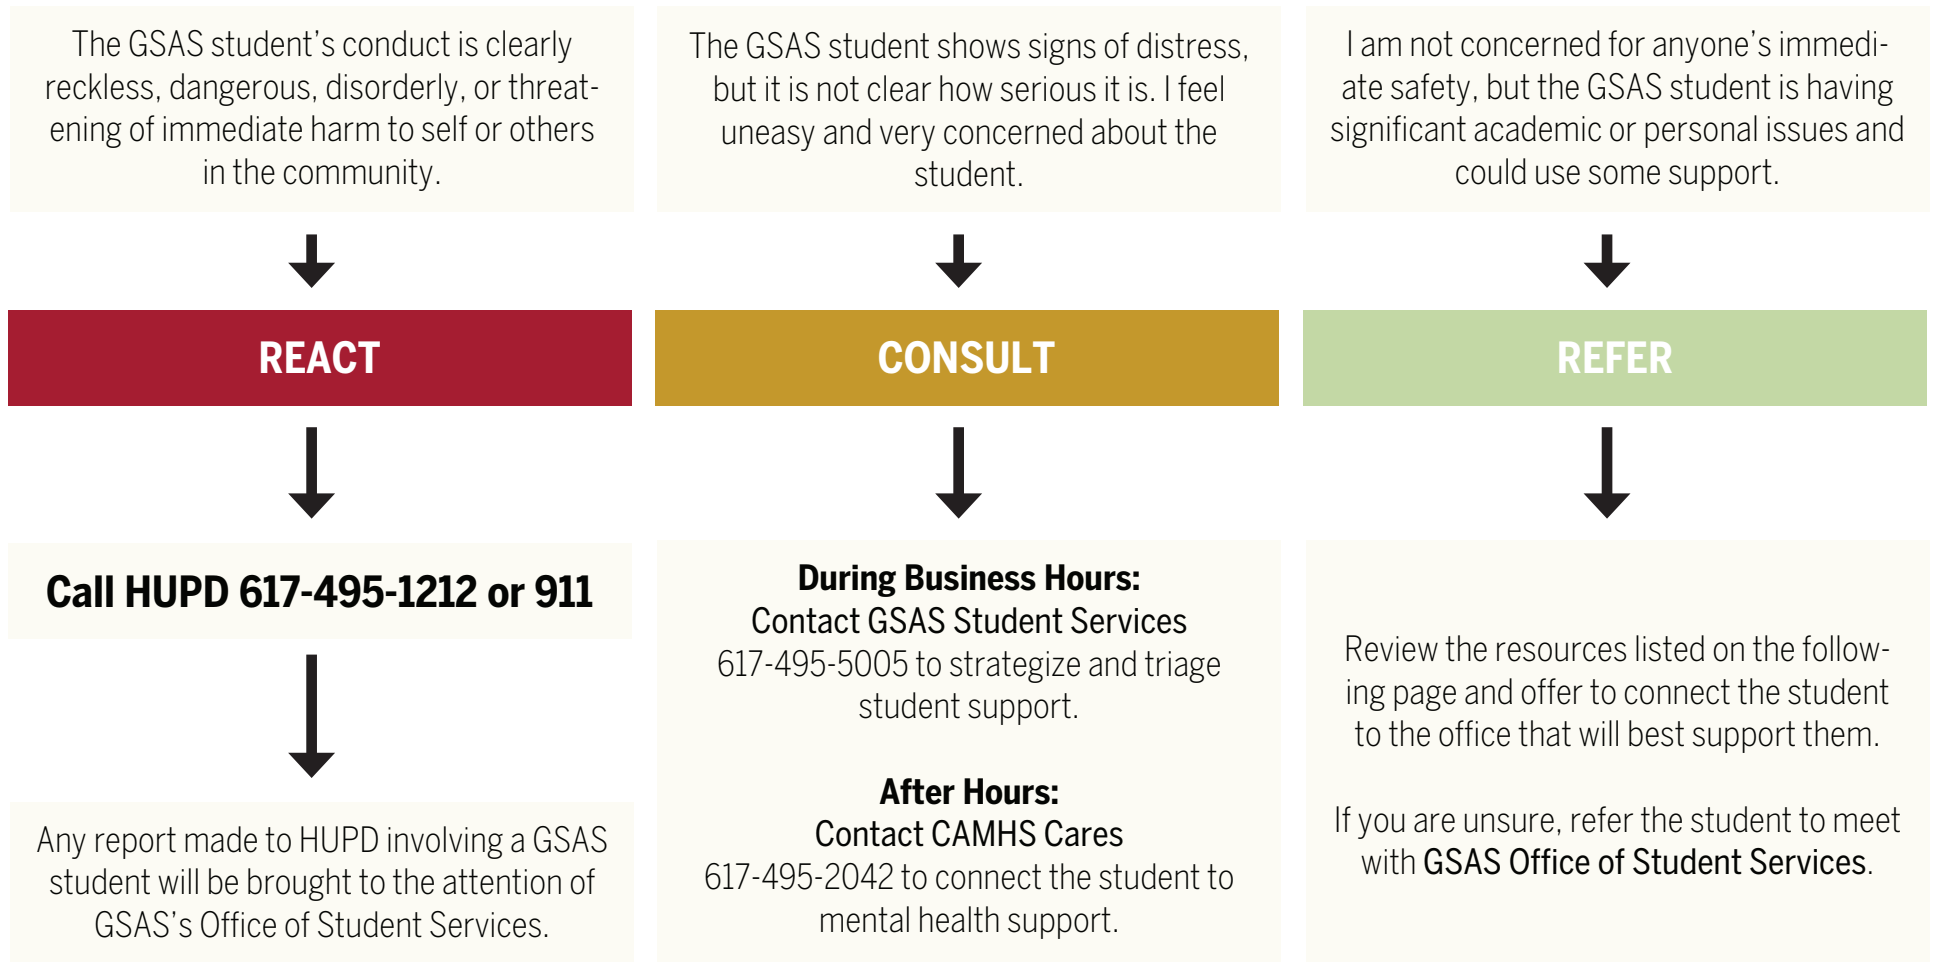 The GSAS student’s conduct is clearly
reckless, dangerous, disorderly, or threat-
ening of immediate harm to self or others
in the community.
REACT
Call HUPD 617-495-1212 or 911
Any report made to HUPD involving a GSAS
student will be brought to the attention of
GSAS’s Office of Student Services.
The GSAS student shows signs of distress,
but it is not clear how serious it is. I feel
uneasy and very concerned about the
student.
CONSULT
During Business Hours:
Contact GSAS Student Services
617-495-5005 to strategize and triage
student support.
After Hours:
Contact CAMHS Cares
617-495-2042 to connect the student to
mental health support.
I am not concerned for anyone’s immedi-
ate safety, but the GSAS student is having
significant academic or personal issues and
could use some support.
REFER
Review the resources listed on the follow-
ing page and offer to connect the student
to the office that will best support them.
If you are unsure, refer the student to meet
with GSAS Office of Student Services.